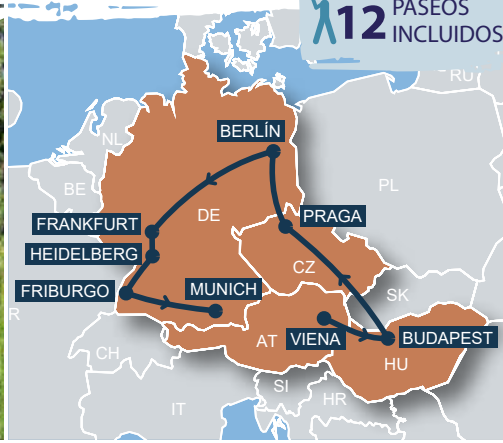 12 PASEOS
INCLUIDOS
RU
NL
BERLÍN
BE
PL
DE
PRAGA
FRANKFURT
HEIDELBERG
CZ
FRIBURGO
MUNICH
SK
R
AT
VIENA
BUDAPEST
CH
HU
SI
HR
IT